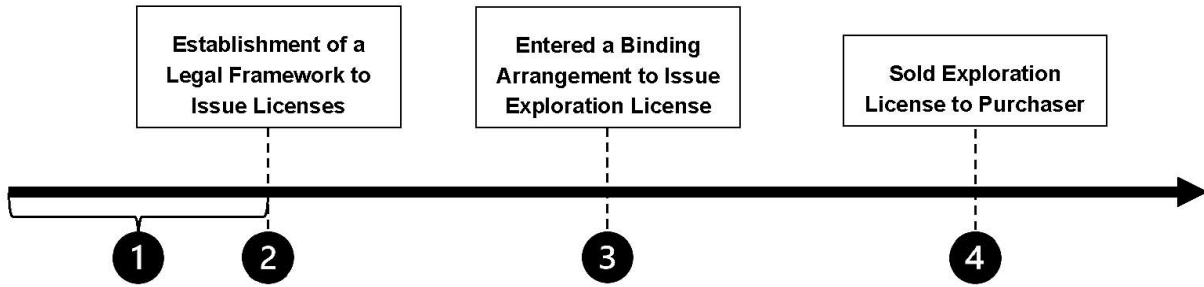 Establishment of a
Legal Framework to
Issue Licenses
Entered a Binding
Arrangement to Issue
Exploration License
Sold Exploration
License to Purchaser
1
2
3
4